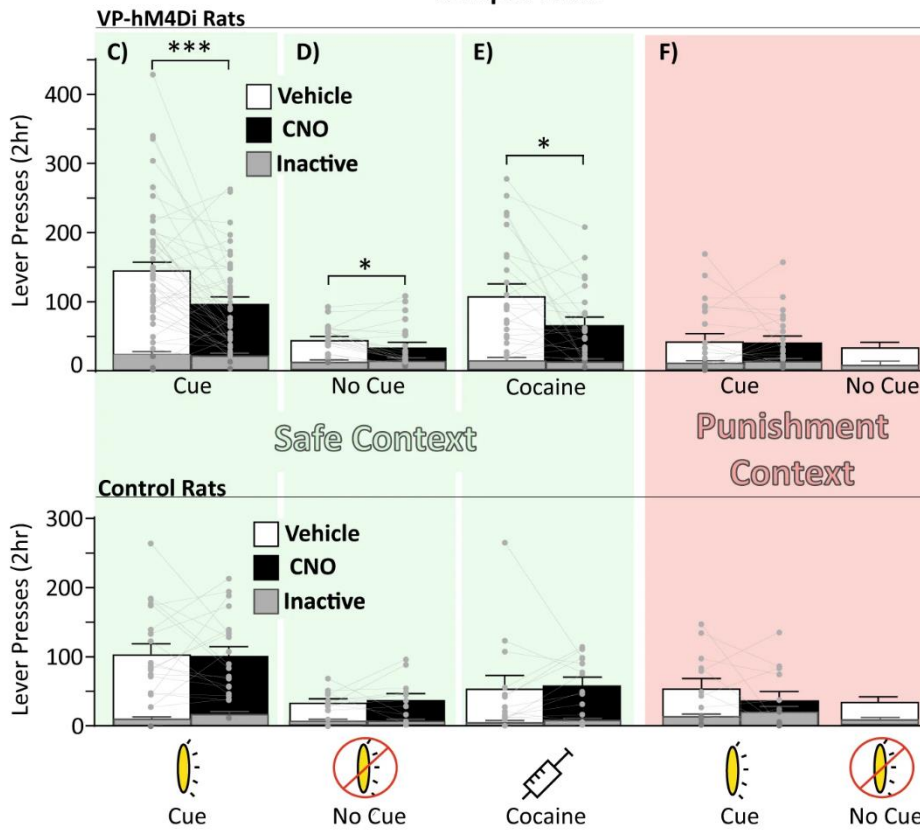 VP-hM4Di Rats
C) *** D) E) F)
Vehicle
CNO
Inactive
*
*
Lever Presses (2hr)
400
300
200
100
0
Cue No Cue Cocaine Cue No Cue
Safe Context
Punishment
Context
Control Rats
Vehicle
CNO
Inactive
Lever Presses (2hr)
300
200
100
0
Cue No Cue Cocaine Cue No Cue